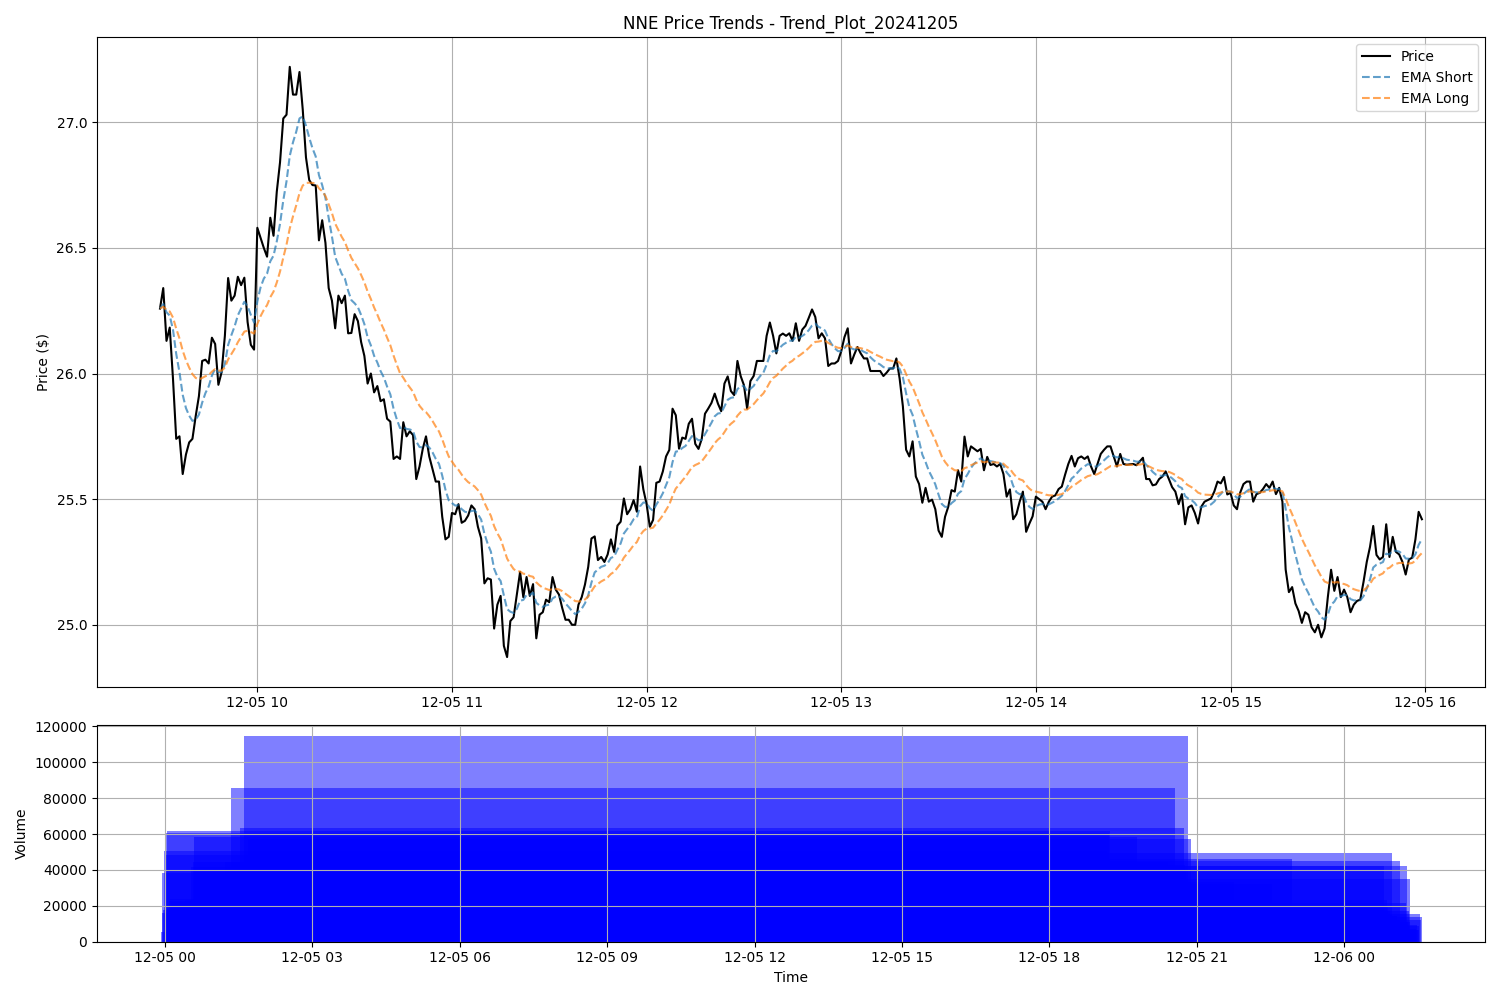 NNE Price Trends - Trend_Plot_20241205
Price
EMA Short
EMA Long
Price ($)
27.0
26.5
26.0
25.5
25.0
12-05 10 12-05 11 12-05 12 12-05 13 12-05 14 12-05 15 12-05 16
Volume
120000
100000
80000
60000
40000
20000
0
12-05 00 12-05 03 12-05 06 12-05 09 12-05 12 12-05 15 12-05 18 12-05 21 12-06 00
Time